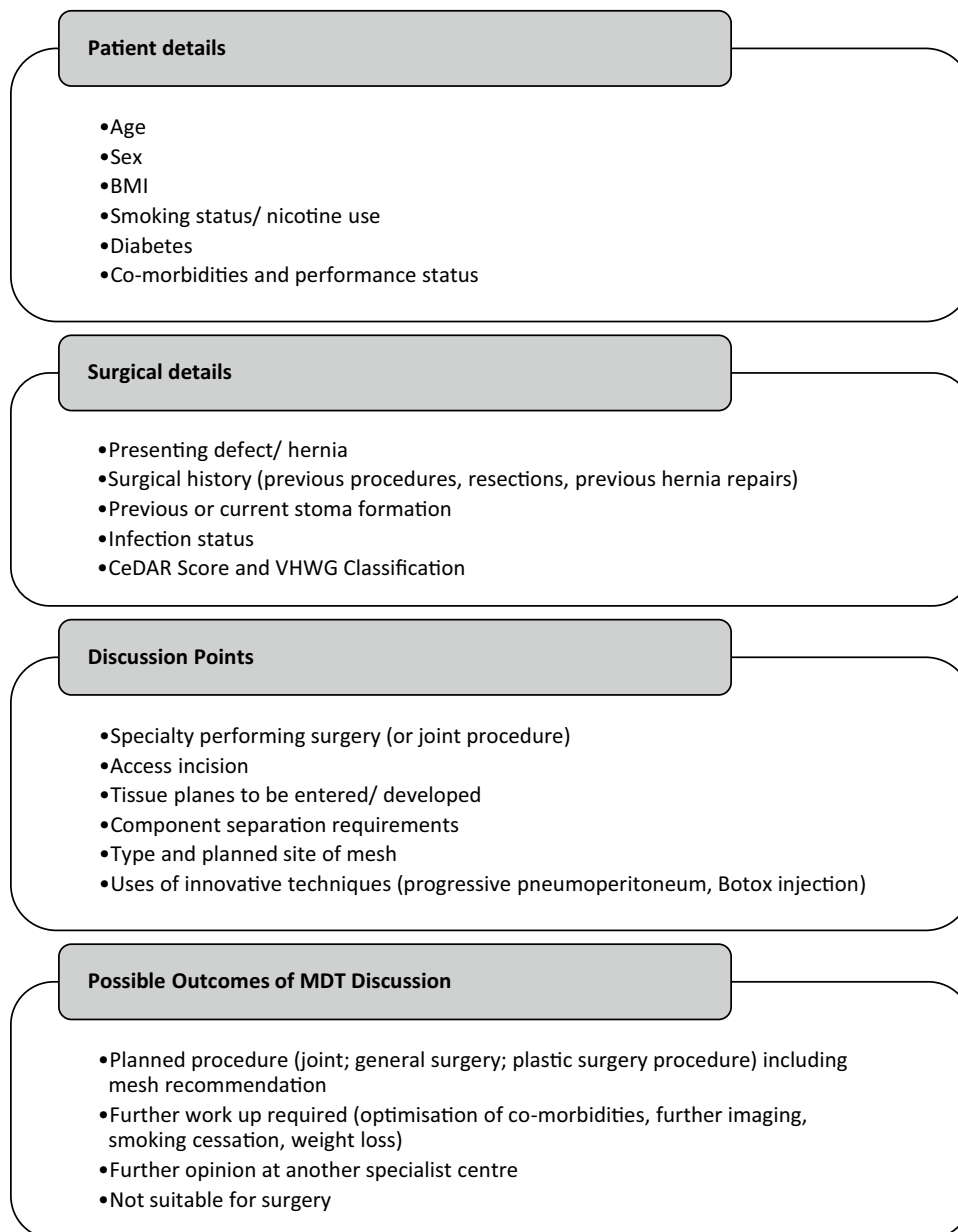 Patient details
•Age
•Sex
•BMI
•Smoking status/ nicotine use
•Diabetes
•Co-morbidities and performance status
Surgical details
•Presenting defect/ hernia
•Surgical history (previous procedures, resections, previous hernia repairs)
•Previous or current stoma formation
•Infection status
•CeDAR Score and VHWG Classification
Discussion Points
•Specialty performing surgery (or joint procedure)
•Access incision
•Tissue planes to be entered/ developed
•Component separation requirements
•Type and planned site of mesh
•Uses of innovative techniques (progressive pneumoperitoneum, Botox injection)
Possible Outcomes of MDT Discussion
•Planned procedure (joint; general surgery; plastic surgery procedure) including
mesh recommendation
•Further work up required (optimisation of co-morbidities, further imaging,
smoking cessation, weight loss)
•Further opinion at another specialist centre
•Not suitable for surgery